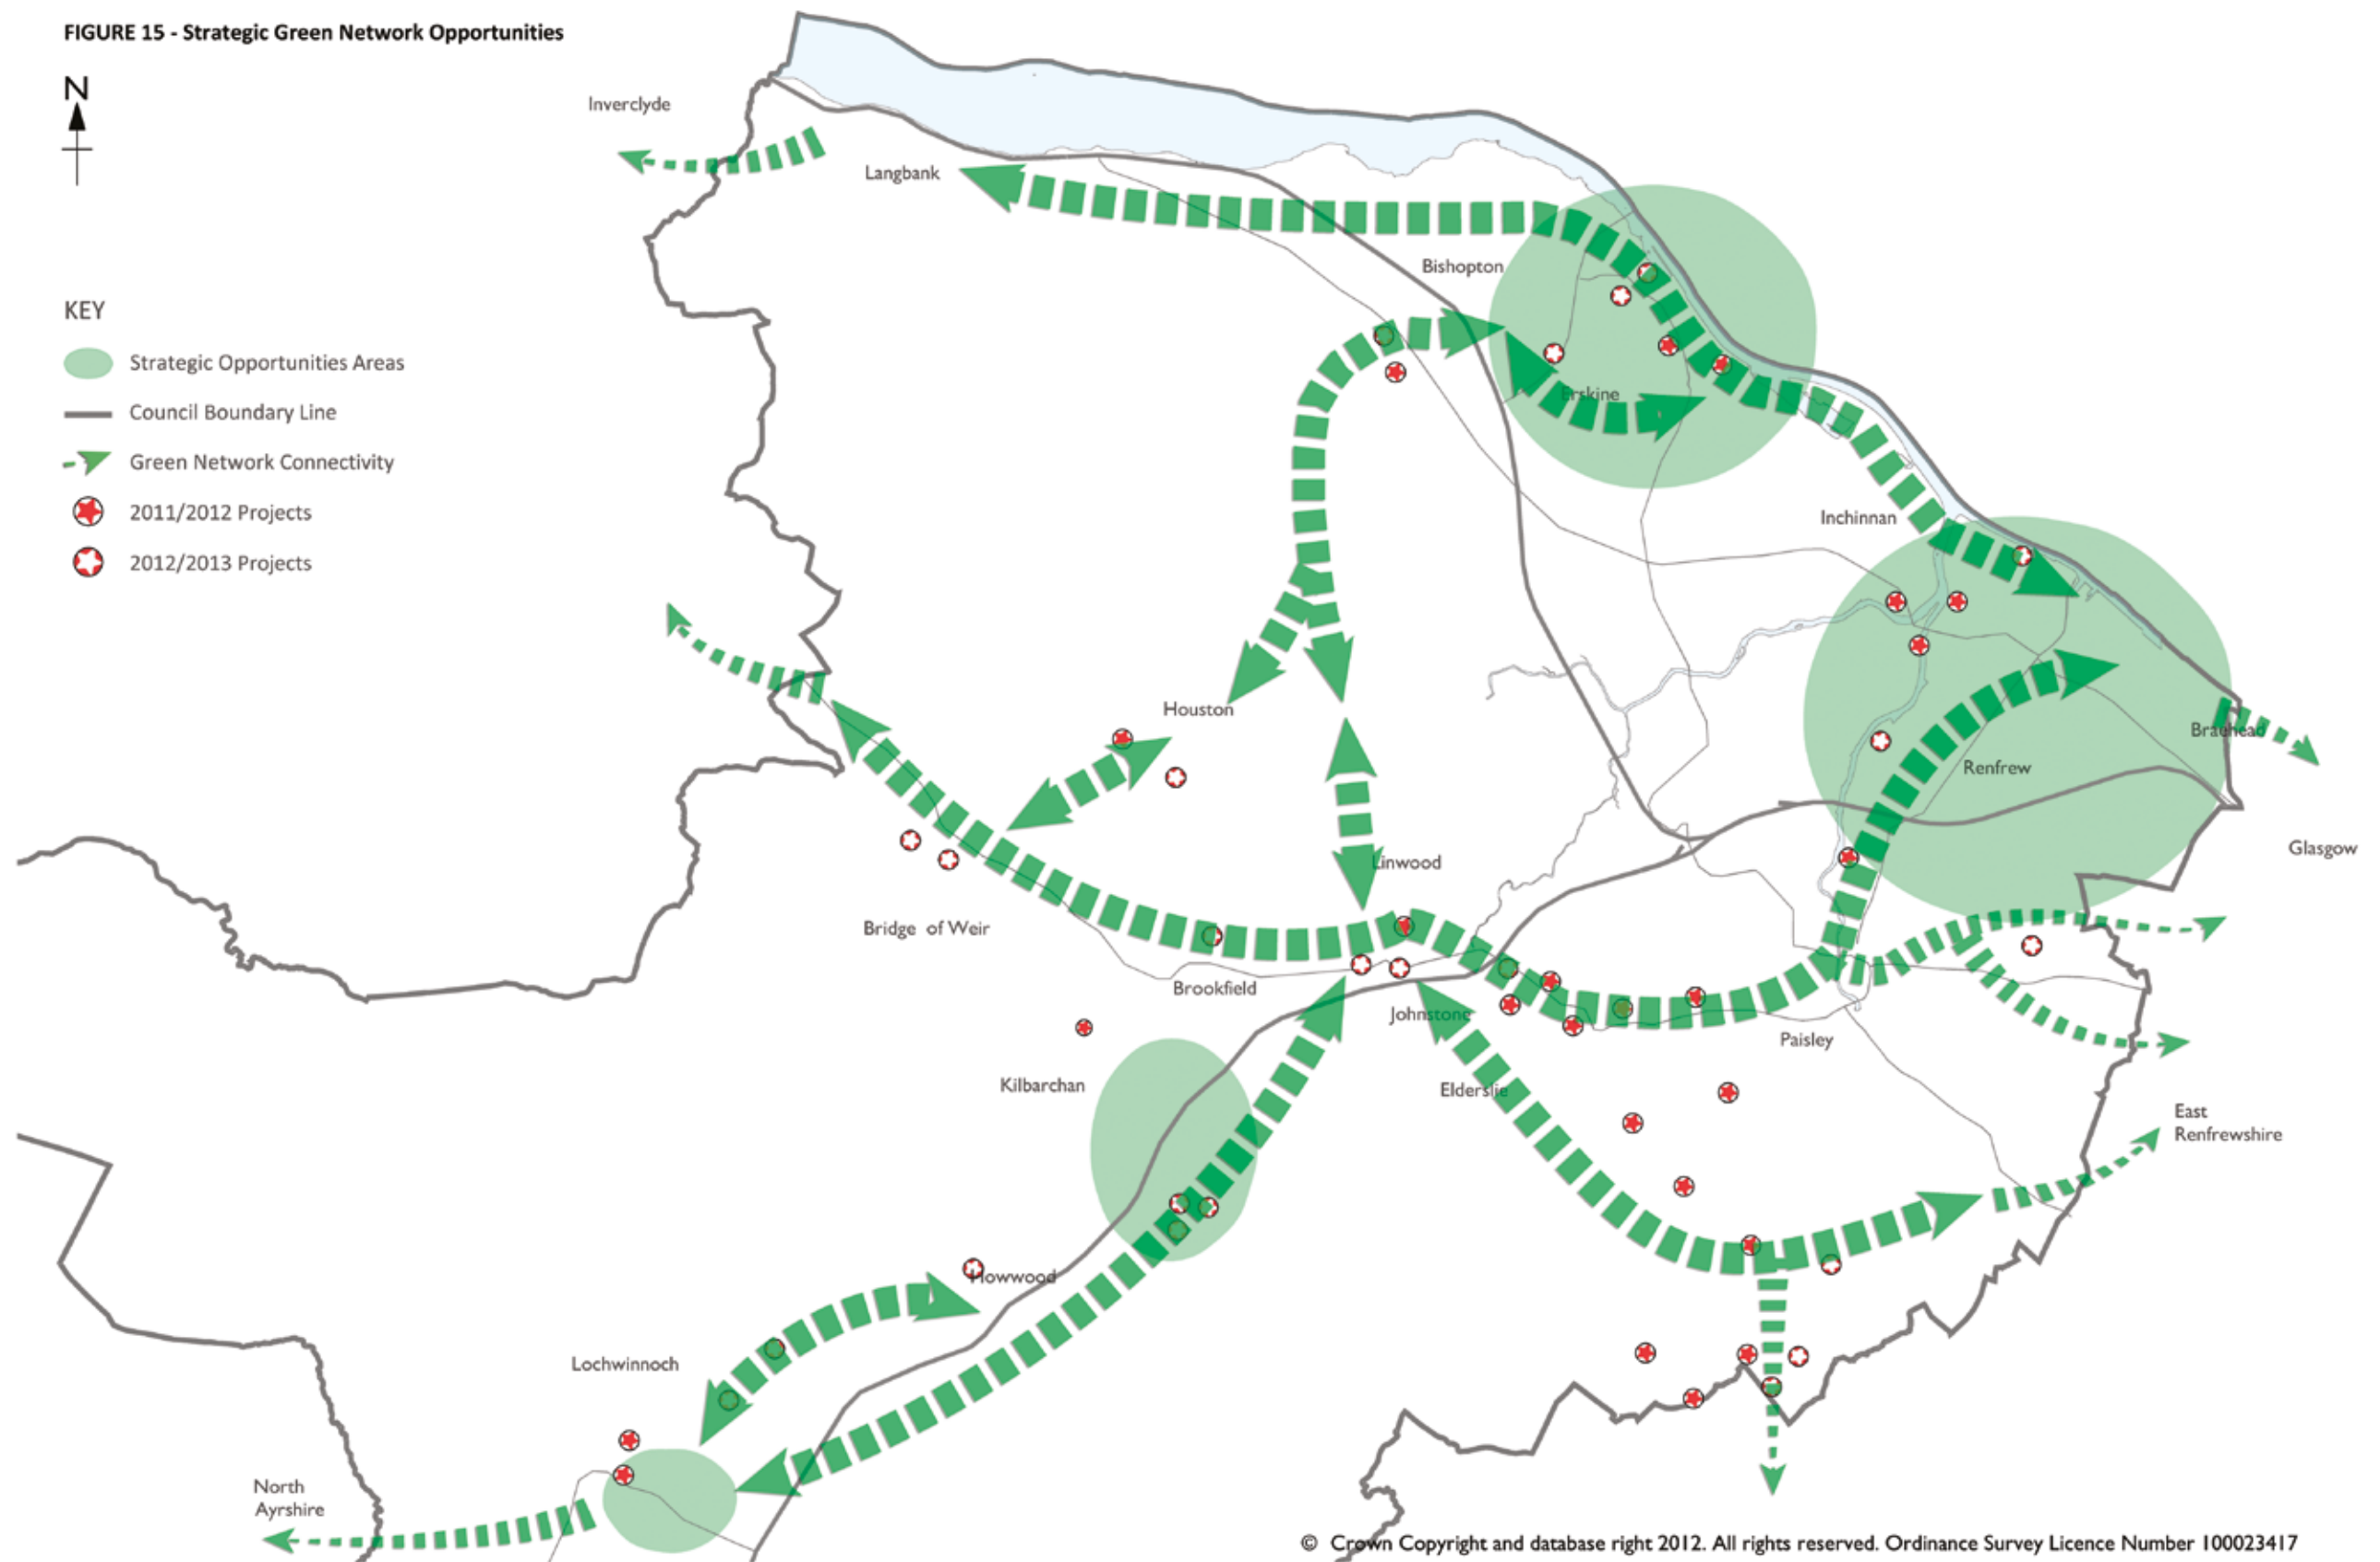 FIGURE 15 - Strategic Green Network Opportunities
N
Inverclyde
Langbank
Bishopton
KEY
Strategic Opportunities Areas
Council Boundary Line
Green Network Connectivity
2011/2012 Projects
2012/2013 Projects
Erskine
Inchinnan
Houston
Braehead
Renfrew
Glasgow
Linwood
Bridge of Weir
Brookfield
Johnstone
Paisley
Kilbarchan
Elderslie
East
Renfrewshire
Howwood
Lochwinnoch
North
Ayrshire
© Crown Copyright and database right 2012. All rights reserved. Ordinance Survey Licence Number 100023417